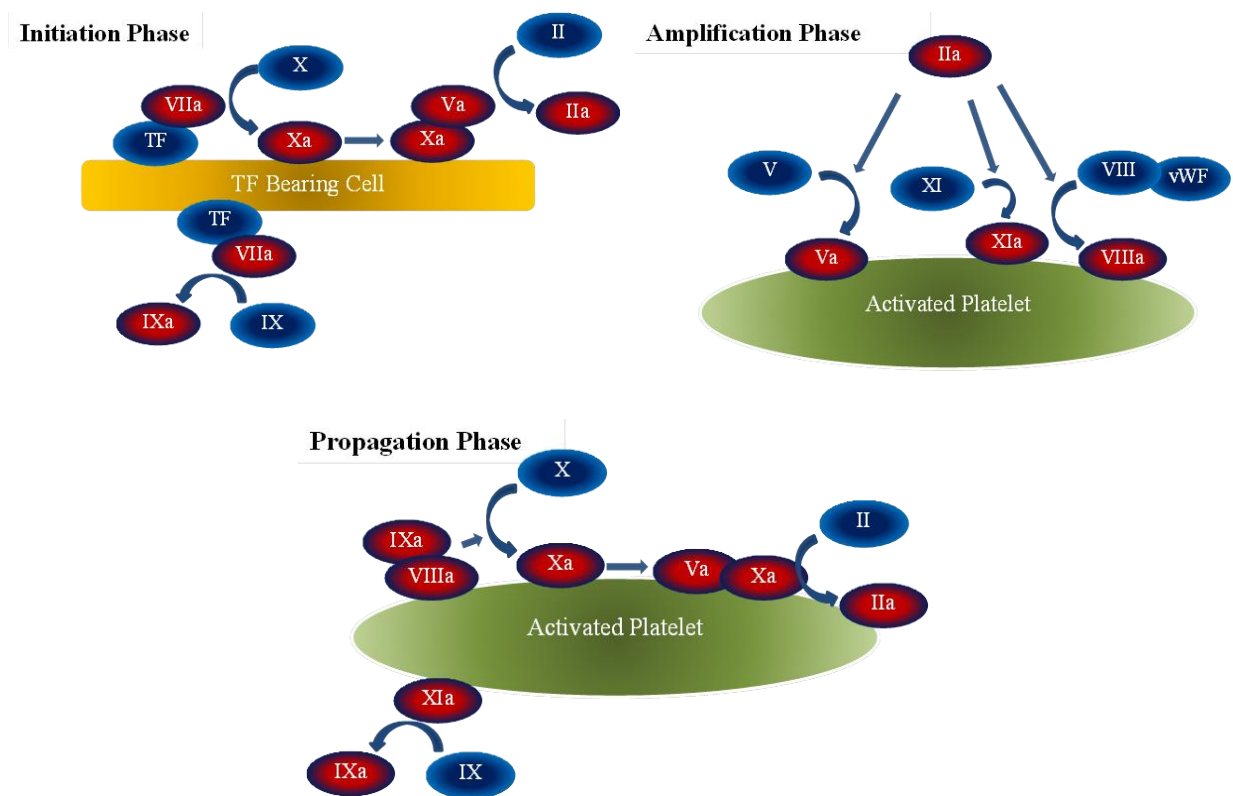 Initiation Phase
II
X
VIIa
Va
IIa
TF
Xa
Xa
TF Bearing Cell
TF
VIIa
IXa
IX
Amplification Phase
IIa
V
XI
VIII
vWF
Va
XIa
VIIIa
Activated Platelet
Propagation Phase
X
II
IXa
VIIIa
Xa
Va
Xa
IIa
Activated Platelet
XIa
IXa
IX